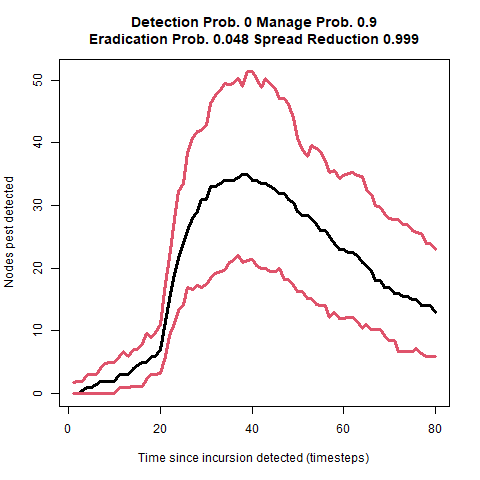 Detection Prob. 0 Manage Prob. 0.9
Eradication Prob. 0.048 Spread Reduction 0.999
Nodes pest detected
50
40
30
20
10
0
0 20 40 60 80
Time since incursion detected (timesteps)